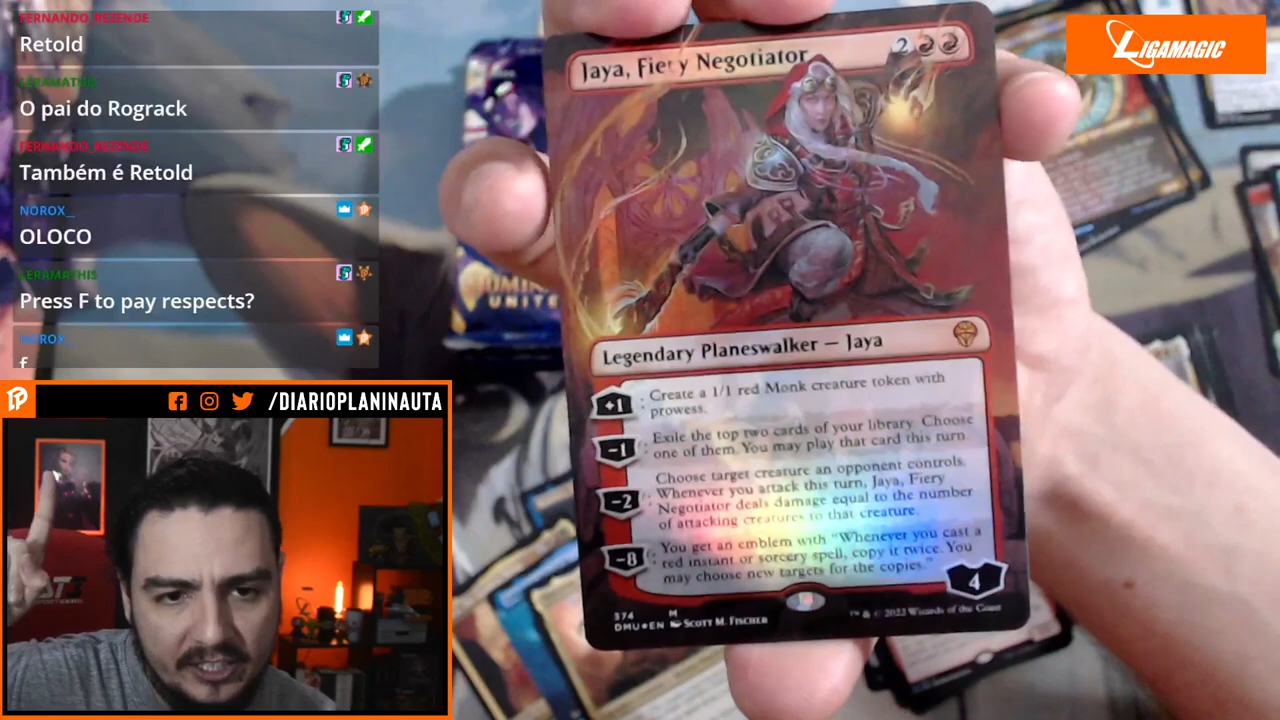 FERNANDO_REZENDE
Retold
LERAMATHIS
O pai do Rograck
FERNANDO_REZENDE
Também é Retold
NOROX__
OLOCO
LERAMATHIS
Press F to pay respects?
NOROX__
f
/DIARIOPLANINAUTA
LIGAMAGIC
Jaya, Fiery Negotiator
2
Legendary Planeswalker — Jaya
+1: Create a 1/1 red Monk creature token with
prowess.
-1: Exile the top two cards of your library. Choose
one of them. You may play that card this turn.
-2: Choose target creature an opponent controls.
Whenever you attack this turn, Jaya, Fiery
Negotiator deals damage equal to the number
of attacking creatures to that creature.
-8: You get an emblem with "Whenever you cast a
red instant or sorcery spell, copy it twice. You
may choose new targets for the copies."
4
374 M
DMU★EN Scott M. Fischer
™ & © 2022 Wizards of the Coast
UNITE